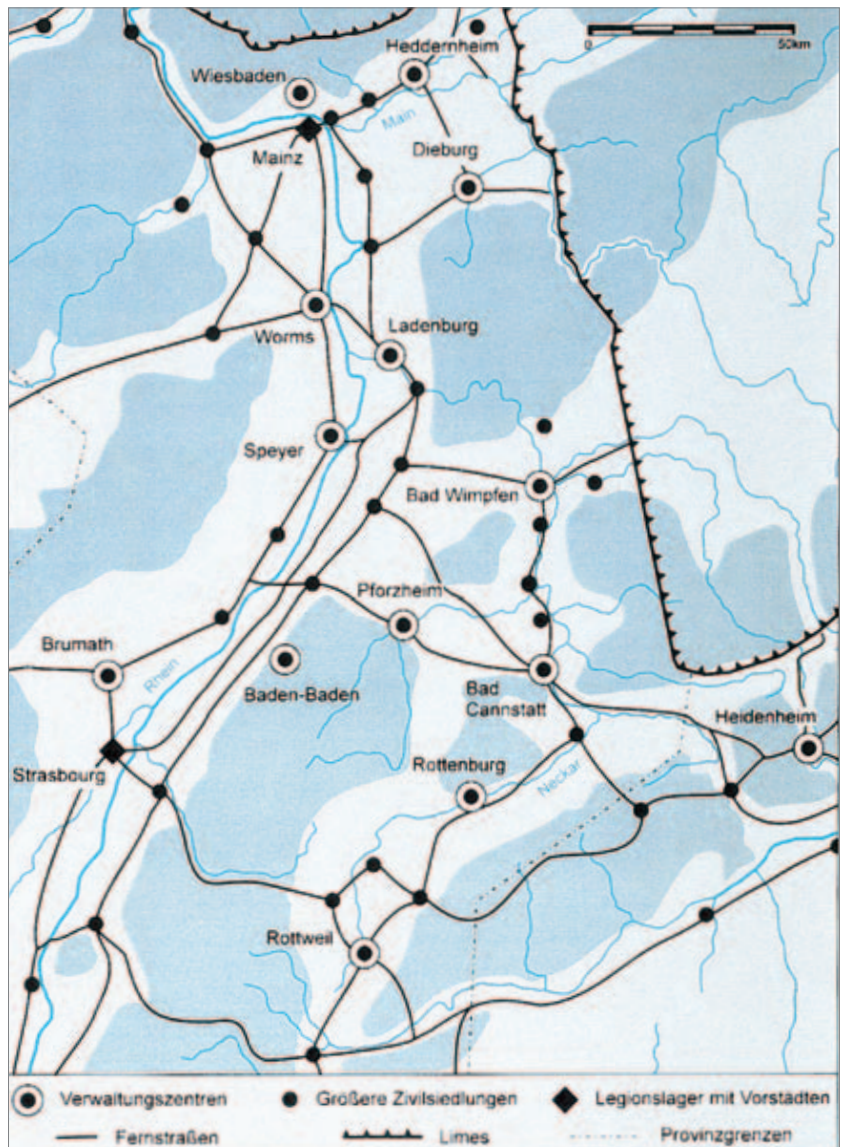 0 50km
Heddernheim
Wiesbaden
Main
Mainz
Dieburg
Worms
Ladenburg
Speyer
Bad Wimpfen
Pforzheim
Brumath
Rhein
Baden-Baden
Bad
Cannstatt
Heidenheim
Strasbourg
Rottenburg
Neckar
Rottweil
Verwaltungszentren Größere Zivilsiedlungen Legionslager mit Vorstädten
Fernstraßen Limes Provinzgrenzen